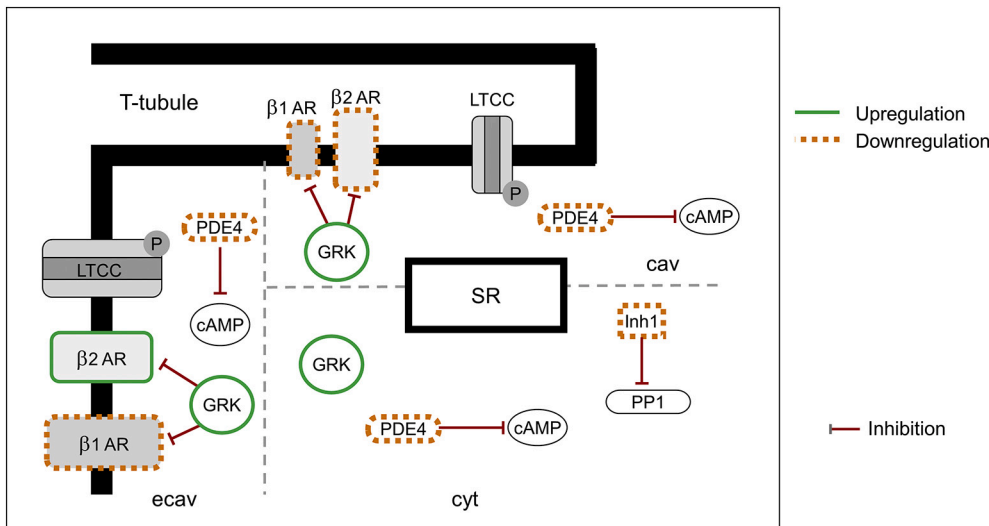 T-tubule
β1 AR
β2 AR
LTCC
P
PDE4
cAMP
cav
GRK
PDE4
cAMP
LTCC
P
β2 AR
GRK
β1 AR
ecav
SR
Inh1
PP1
GRK
PDE4
cAMP
cyt
Upregulation
Downregulation
Inhibition